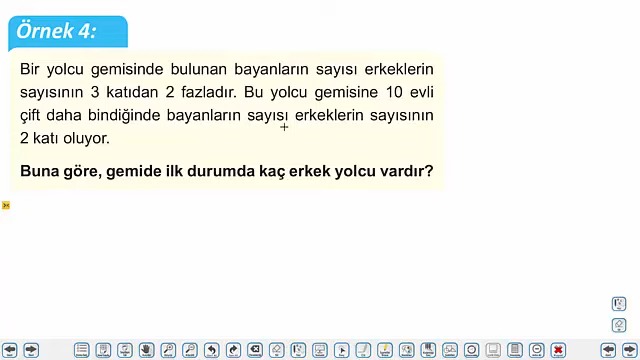 Örnek 4:
Bir yolcu gemisinde bulunan bayanların sayısı erkeklerin
sayısının 3 katıdan 2 fazladır. Bu yolcu gemisine 10 evli
çift daha bindiğinde bayanların sayısı erkeklerin sayısının
2 katı oluyor.
Buna göre, gemide ilk durumda kaç erkek yolcu vardır?